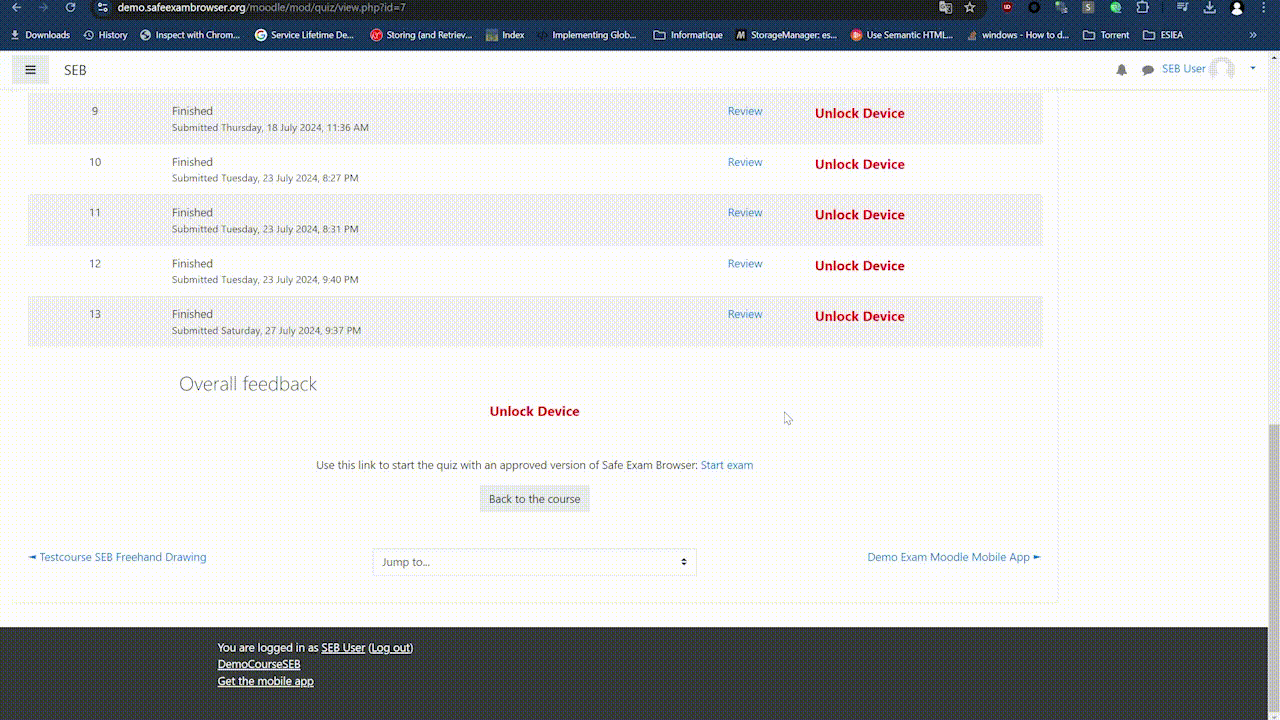 demo.safeexambrowser.org/moodle/mod/quiz/view.php?id=7
Downloads History Inspect with Chrom... Service Lifetime De... Storing (and Retriev... Index Implementing Glob... Informatique StorageManager: es... Use Semantic HTML... windows - How to d... Torrent ESIEA »
SEB SEB User
9 Finished Review Unlock Device
Submitted Thursday, 18 July 2024, 11:36 AM
10 Finished Review Unlock Device
Submitted Tuesday, 23 July 2024, 8:27 PM
11 Finished Review Unlock Device
Submitted Tuesday, 23 July 2024, 8:31 PM
12 Finished Review Unlock Device
Submitted Tuesday, 23 July 2024, 9:40 PM
13 Finished Review Unlock Device
Submitted Saturday, 27 July 2024, 9:37 PM
Overall feedback
Unlock Device
Use this link to start the quiz with an approved version of Safe Exam Browser: Start exam
Back to the course
◄ Testcourse SEB Freehand Drawing Jump to... Demo Exam Moodle Mobile App ►
You are logged in as SEB User (Log out)
DemoCourseSEB
Get the mobile app